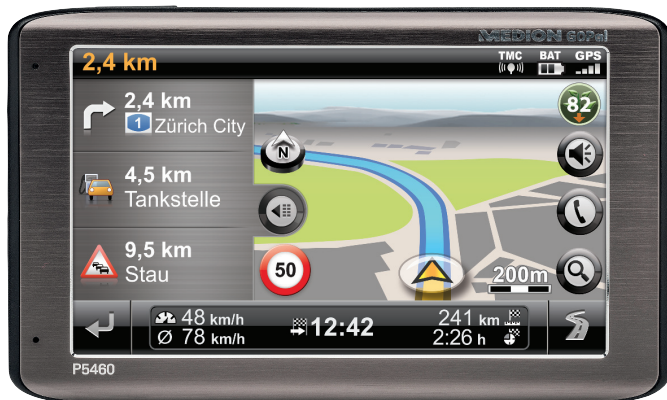 MEDION GoPal
2,4 km
TMC BAT GPS
2,4 km
1 Zürich City
4,5 km
Tankstelle
9,5 km
Stau
N
50
82
200m
48 km/h
Ø 78 km/h
12:42
241 km
2:26 h
P5460